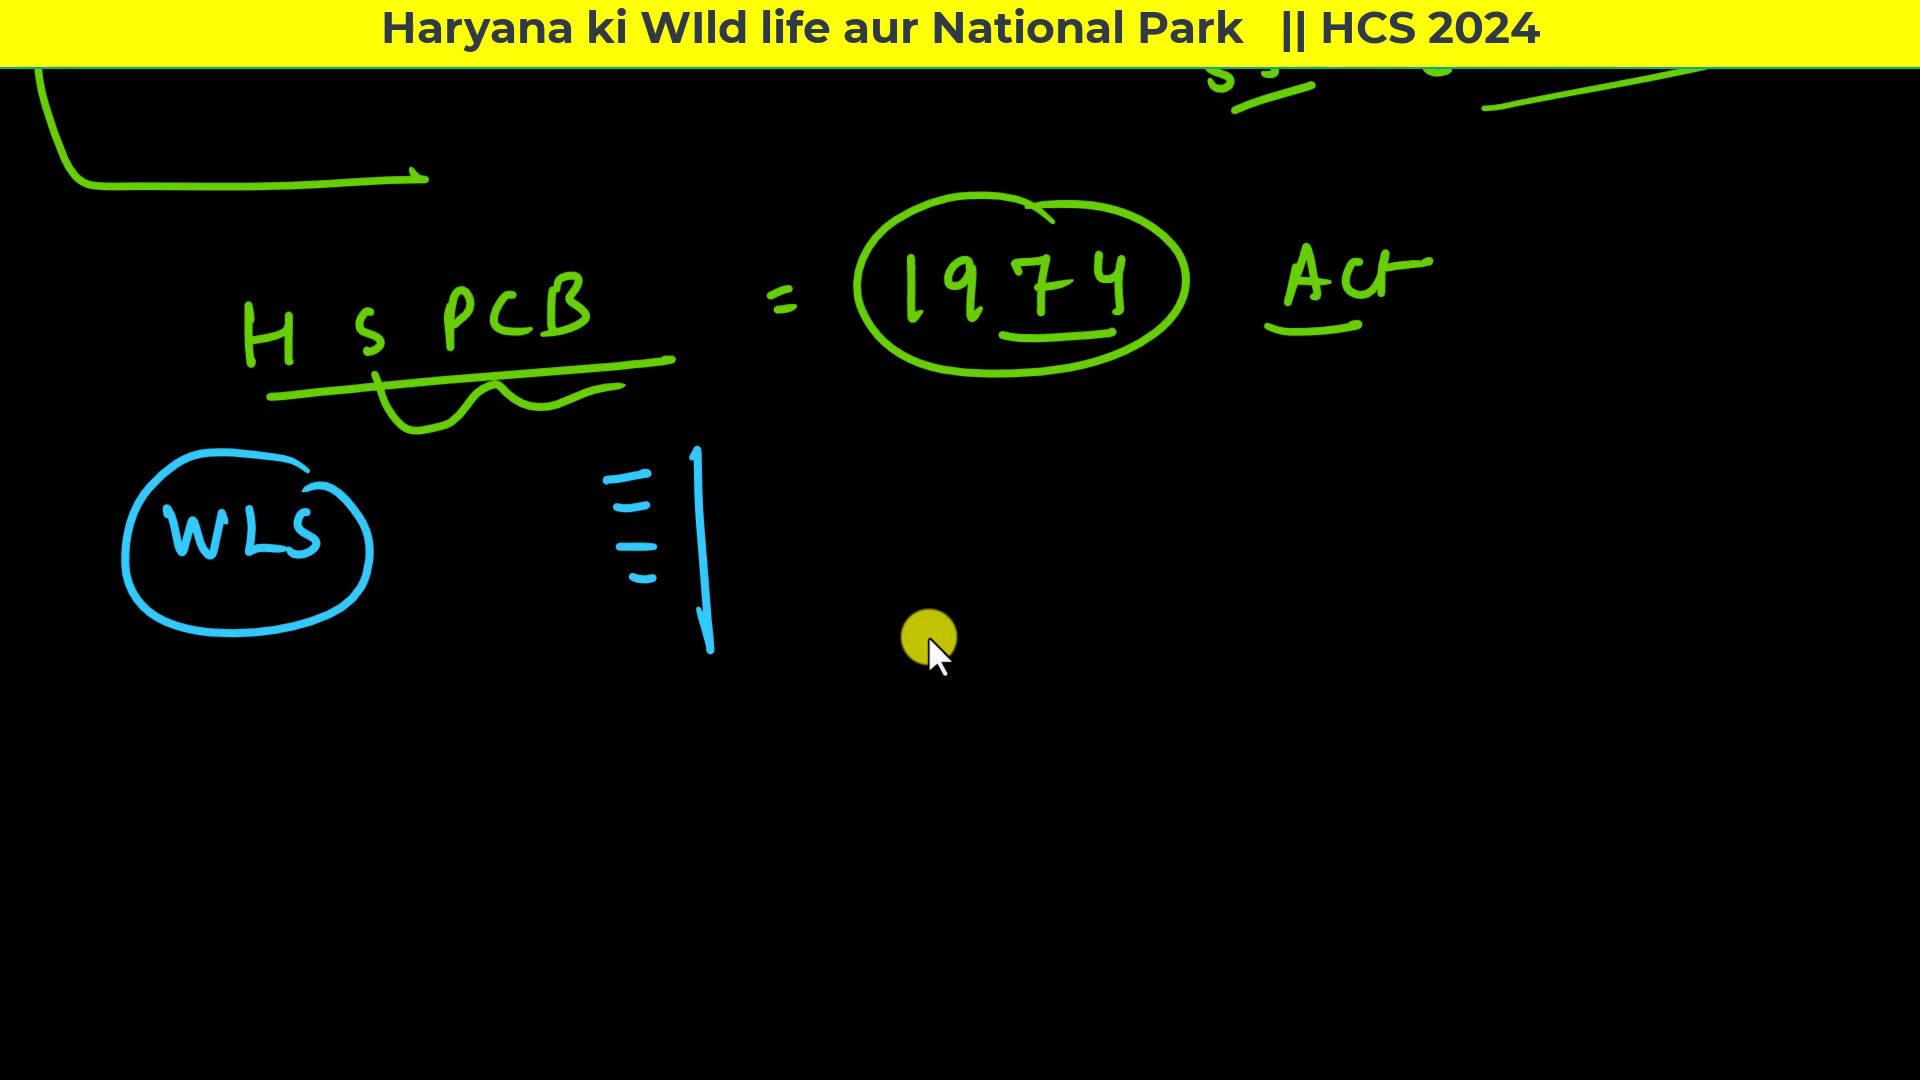 Haryana ki WIld life aur National Park || HCS 2024
H S PCB = 1974 Act
WLS